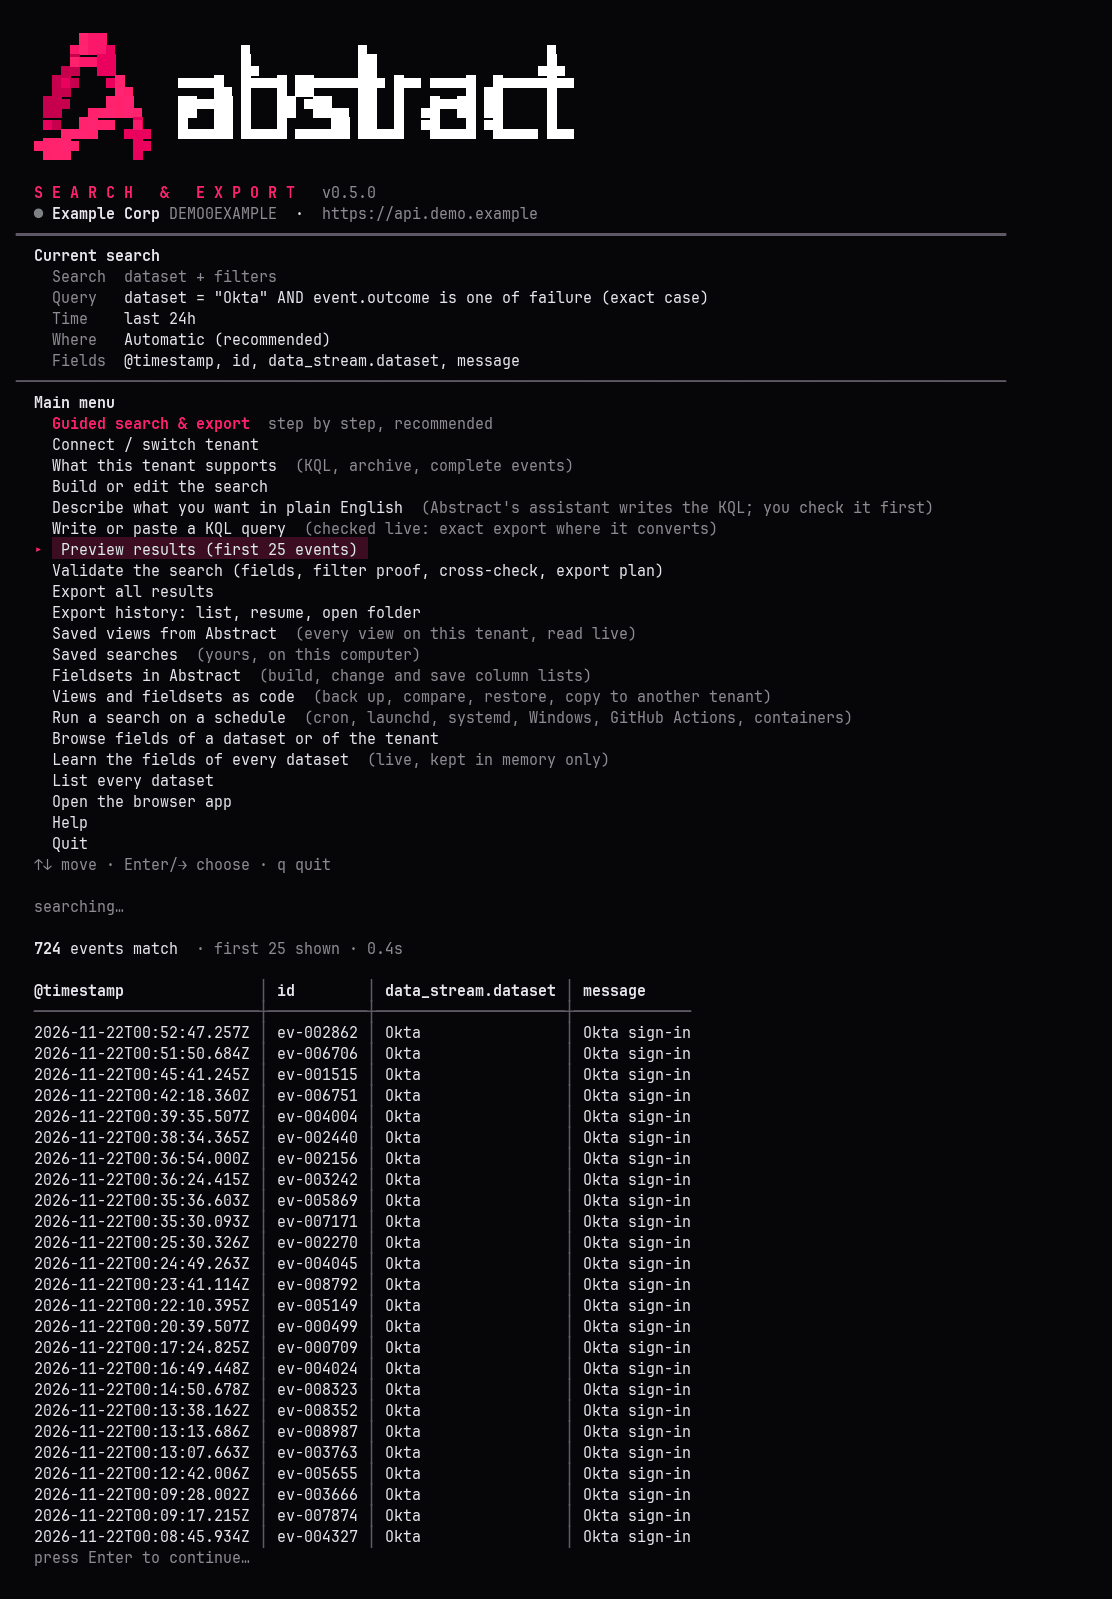 abstract
SEARCH & EXPORT v0.5.0
● Example Corp DEMO0EXAMPLE · https://api.demo.example
Current search
Search dataset + filters
Query dataset = "Okta" AND event.outcome is one of failure (exact case)
Time last 24h
Where Automatic (recommended)
Fields @timestamp, id, data_stream.dataset, message
Main menu
Guided search & export step by step, recommended
Connect / switch tenant
What this tenant supports (KQL, archive, complete events)
Build or edit the search
Describe what you want in plain English (Abstract's assistant writes the KQL; you check it first)
Write or paste a KQL query (checked live: exact export where it converts)
▸ Preview results (first 25 events)
Validate the search (fields, filter proof, cross-check, export plan)
Export all results
Export history: list, resume, open folder
Saved views from Abstract (every view on this tenant, read live)
Saved searches (yours, on this computer)
Fieldsets in Abstract (build, change and save column lists)
Views and fieldsets as code (back up, compare, restore, copy to another tenant)
Run a search on a schedule (cron, launchd, systemd, Windows, GitHub Actions, containers)
Browse fields of a dataset or of the tenant
Learn the fields of every dataset (live, kept in memory only)
List every dataset
Open the browser app
Help
Quit
↑↓ move · Enter/→ choose · q quit
searching…
724 events match · first 25 shown · 0.4s
@timestamp │ id │ data_stream.dataset │ message
2026-11-22T00:52:47.257Z │ ev-002862 │ Okta │ Okta sign-in
2026-11-22T00:51:50.684Z │ ev-006706 │ Okta │ Okta sign-in
2026-11-22T00:45:41.245Z │ ev-001515 │ Okta │ Okta sign-in
2026-11-22T00:42:18.360Z │ ev-006751 │ Okta │ Okta sign-in
2026-11-22T00:39:35.507Z │ ev-004004 │ Okta │ Okta sign-in
2026-11-22T00:38:34.365Z │ ev-002440 │ Okta │ Okta sign-in
2026-11-22T00:36:54.000Z │ ev-002156 │ Okta │ Okta sign-in
2026-11-22T00:36:24.415Z │ ev-003242 │ Okta │ Okta sign-in
2026-11-22T00:35:36.603Z │ ev-005869 │ Okta │ Okta sign-in
2026-11-22T00:35:30.093Z │ ev-007171 │ Okta │ Okta sign-in
2026-11-22T00:25:30.326Z │ ev-002270 │ Okta │ Okta sign-in
2026-11-22T00:24:49.263Z │ ev-004045 │ Okta │ Okta sign-in
2026-11-22T00:23:41.114Z │ ev-008792 │ Okta │ Okta sign-in
2026-11-22T00:22:10.395Z │ ev-005149 │ Okta │ Okta sign-in
2026-11-22T00:20:39.507Z │ ev-000499 │ Okta │ Okta sign-in
2026-11-22T00:17:24.825Z │ ev-000709 │ Okta │ Okta sign-in
2026-11-22T00:16:49.448Z │ ev-004024 │ Okta │ Okta sign-in
2026-11-22T00:14:50.678Z │ ev-008323 │ Okta │ Okta sign-in
2026-11-22T00:13:38.162Z │ ev-008352 │ Okta │ Okta sign-in
2026-11-22T00:13:13.686Z │ ev-008987 │ Okta │ Okta sign-in
2026-11-22T00:13:07.663Z │ ev-003763 │ Okta │ Okta sign-in
2026-11-22T00:12:42.006Z │ ev-005655 │ Okta │ Okta sign-in
2026-11-22T00:09:28.002Z │ ev-003666 │ Okta │ Okta sign-in
2026-11-22T00:09:17.215Z │ ev-007874 │ Okta │ Okta sign-in
2026-11-22T00:08:45.934Z │ ev-004327 │ Okta │ Okta sign-in
press Enter to continue…